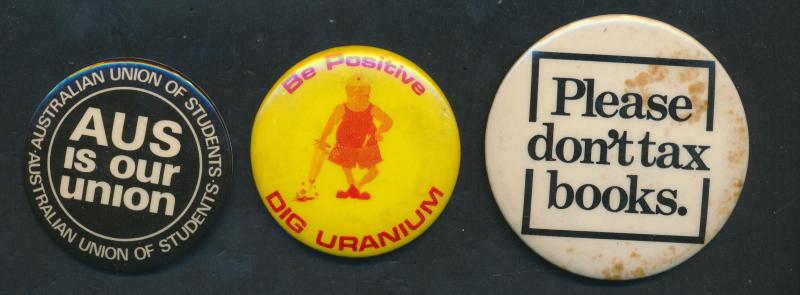 AUSTRALIAN UNION OF STUDENTS·
AUS
is our
union
AUSTRALIAN UNION OF STUDENTS·
Be Positive
DIG URANIUM
Please
don't tax
books.